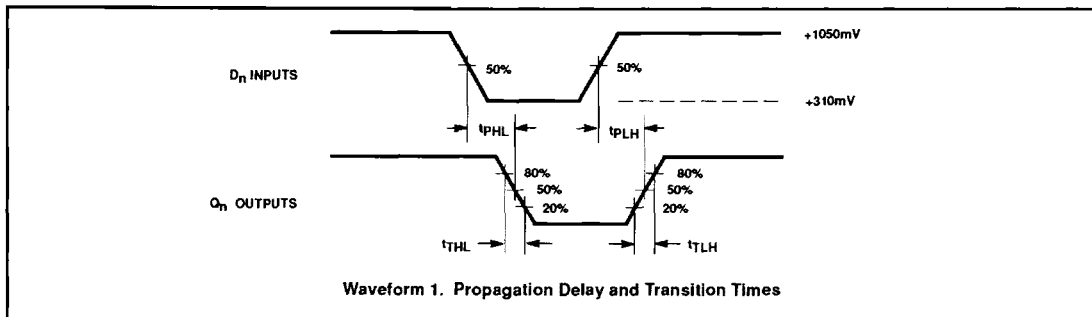 +1050mV
Dn INPUTS
50%
50%
+310mV
tPHL
tPLH
80%
80%
50%
50%
Qn OUTPUTS
20%
20%
tTHL
tTLH
Waveform 1. Propagation Delay and Transition Times